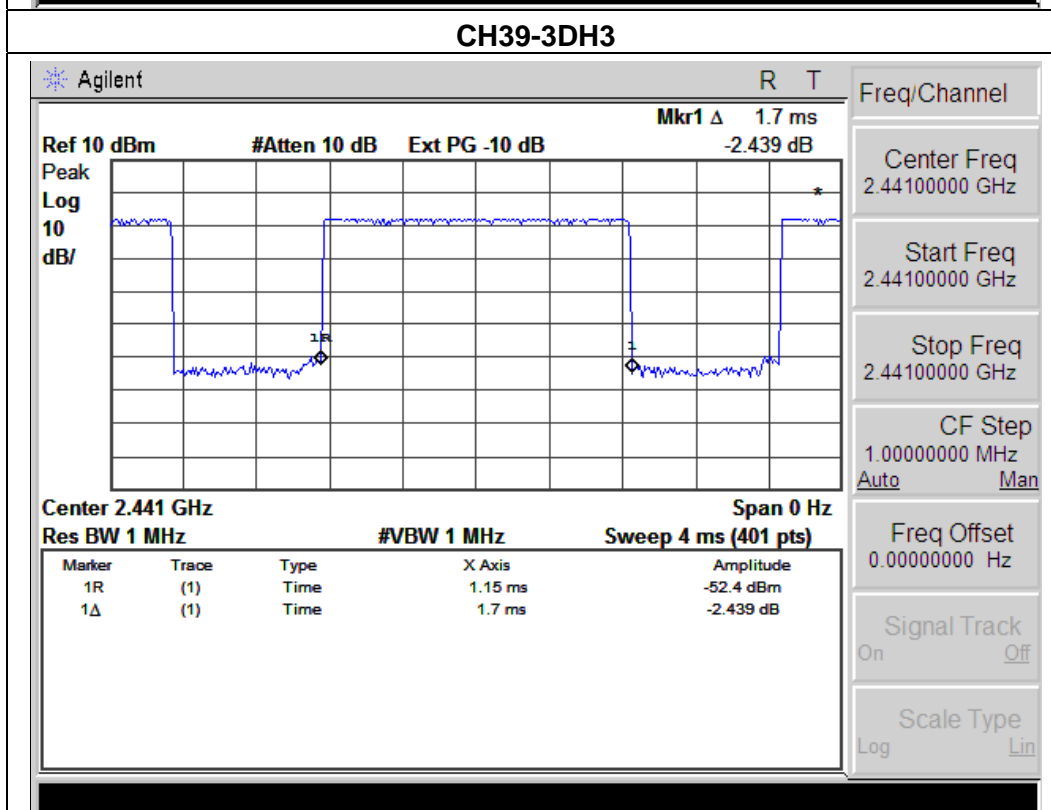 CH39-3DH3
Agilent R T
Mkr1 Δ 1.7 ms
Ref 10 dBm #Atten 10 dB Ext PG -10 dB -2.439 dB
Peak
Log
10
dB/
*
1R
1
Center 2.441 GHz Span 0 Hz
Res BW 1 MHz #VBW 1 MHz Sweep 4 ms (401 pts)
Marker Trace Type X Axis Amplitude
1R (1) Time 1.15 ms -52.4 dBm
1Δ (1) Time 1.7 ms -2.439 dB
Freq/Channel
Center Freq
2.44100000 GHz
Start Freq
2.44100000 GHz
Stop Freq
2.44100000 GHz
CF Step
1.00000000 MHz
Auto Man
Freq Offset
0.00000000 Hz
Signal Track
On Off
Scale Type
Log Lin